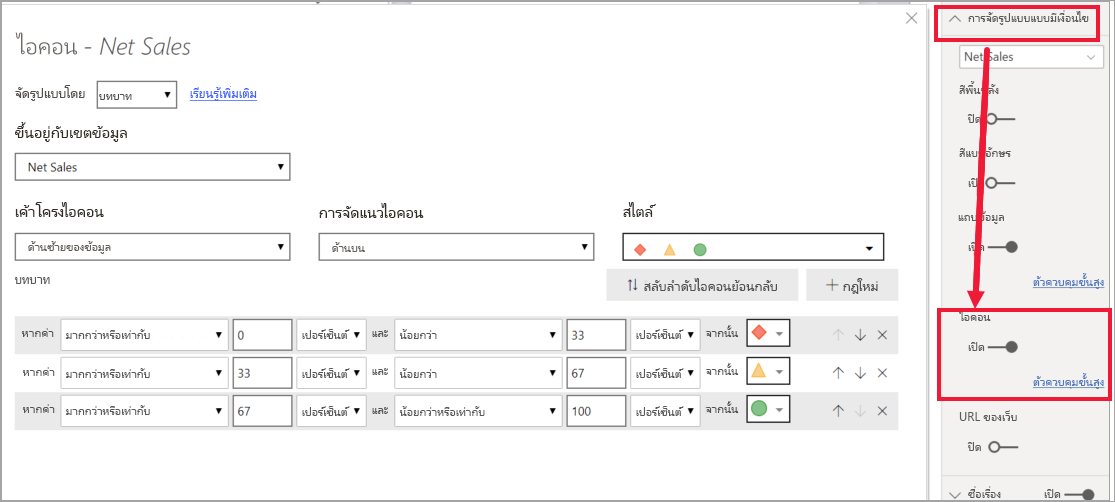 ไอคอน - Net Sales
จัดรูปแบบโดย บทบาท เรียนรู้เพิ่มเติม
ขึ้นอยู่กับเขตข้อมูล
Net Sales
เค้าโครงไอคอน การจัดแนวไอคอน สไตล์
ด้านซ้ายของข้อมูล ด้านบน
บทบาท สลับลำดับไอคอนย้อนกลับ + กฎใหม่
หากค่า มากกว่าหรือเท่ากับ 0 เปอร์เซ็นต์ และ น้อยกว่า 33 เปอร์เซ็นต์ จากนั้น
หากค่า มากกว่าหรือเท่ากับ 33 เปอร์เซ็นต์ และ น้อยกว่า 67 เปอร์เซ็นต์ จากนั้น
หากค่า มากกว่าหรือเท่ากับ 67 เปอร์เซ็นต์ และ น้อยกว่าหรือเท่ากับ 100 เปอร์เซ็นต์ จากนั้น
การจัดรูปแบบแบบมีเงื่อนไข
Net Sales
สีพื้นหลัง
ปิด
สีแบบอักษร
เปิด
แถบข้อมูล
เปิด
ตัวควบคุมขั้นสูง
ไอคอน
เปิด
ตัวควบคุมขั้นสูง
URL ของเว็บ
ปิด
ชื่อเรื่อง เปิด